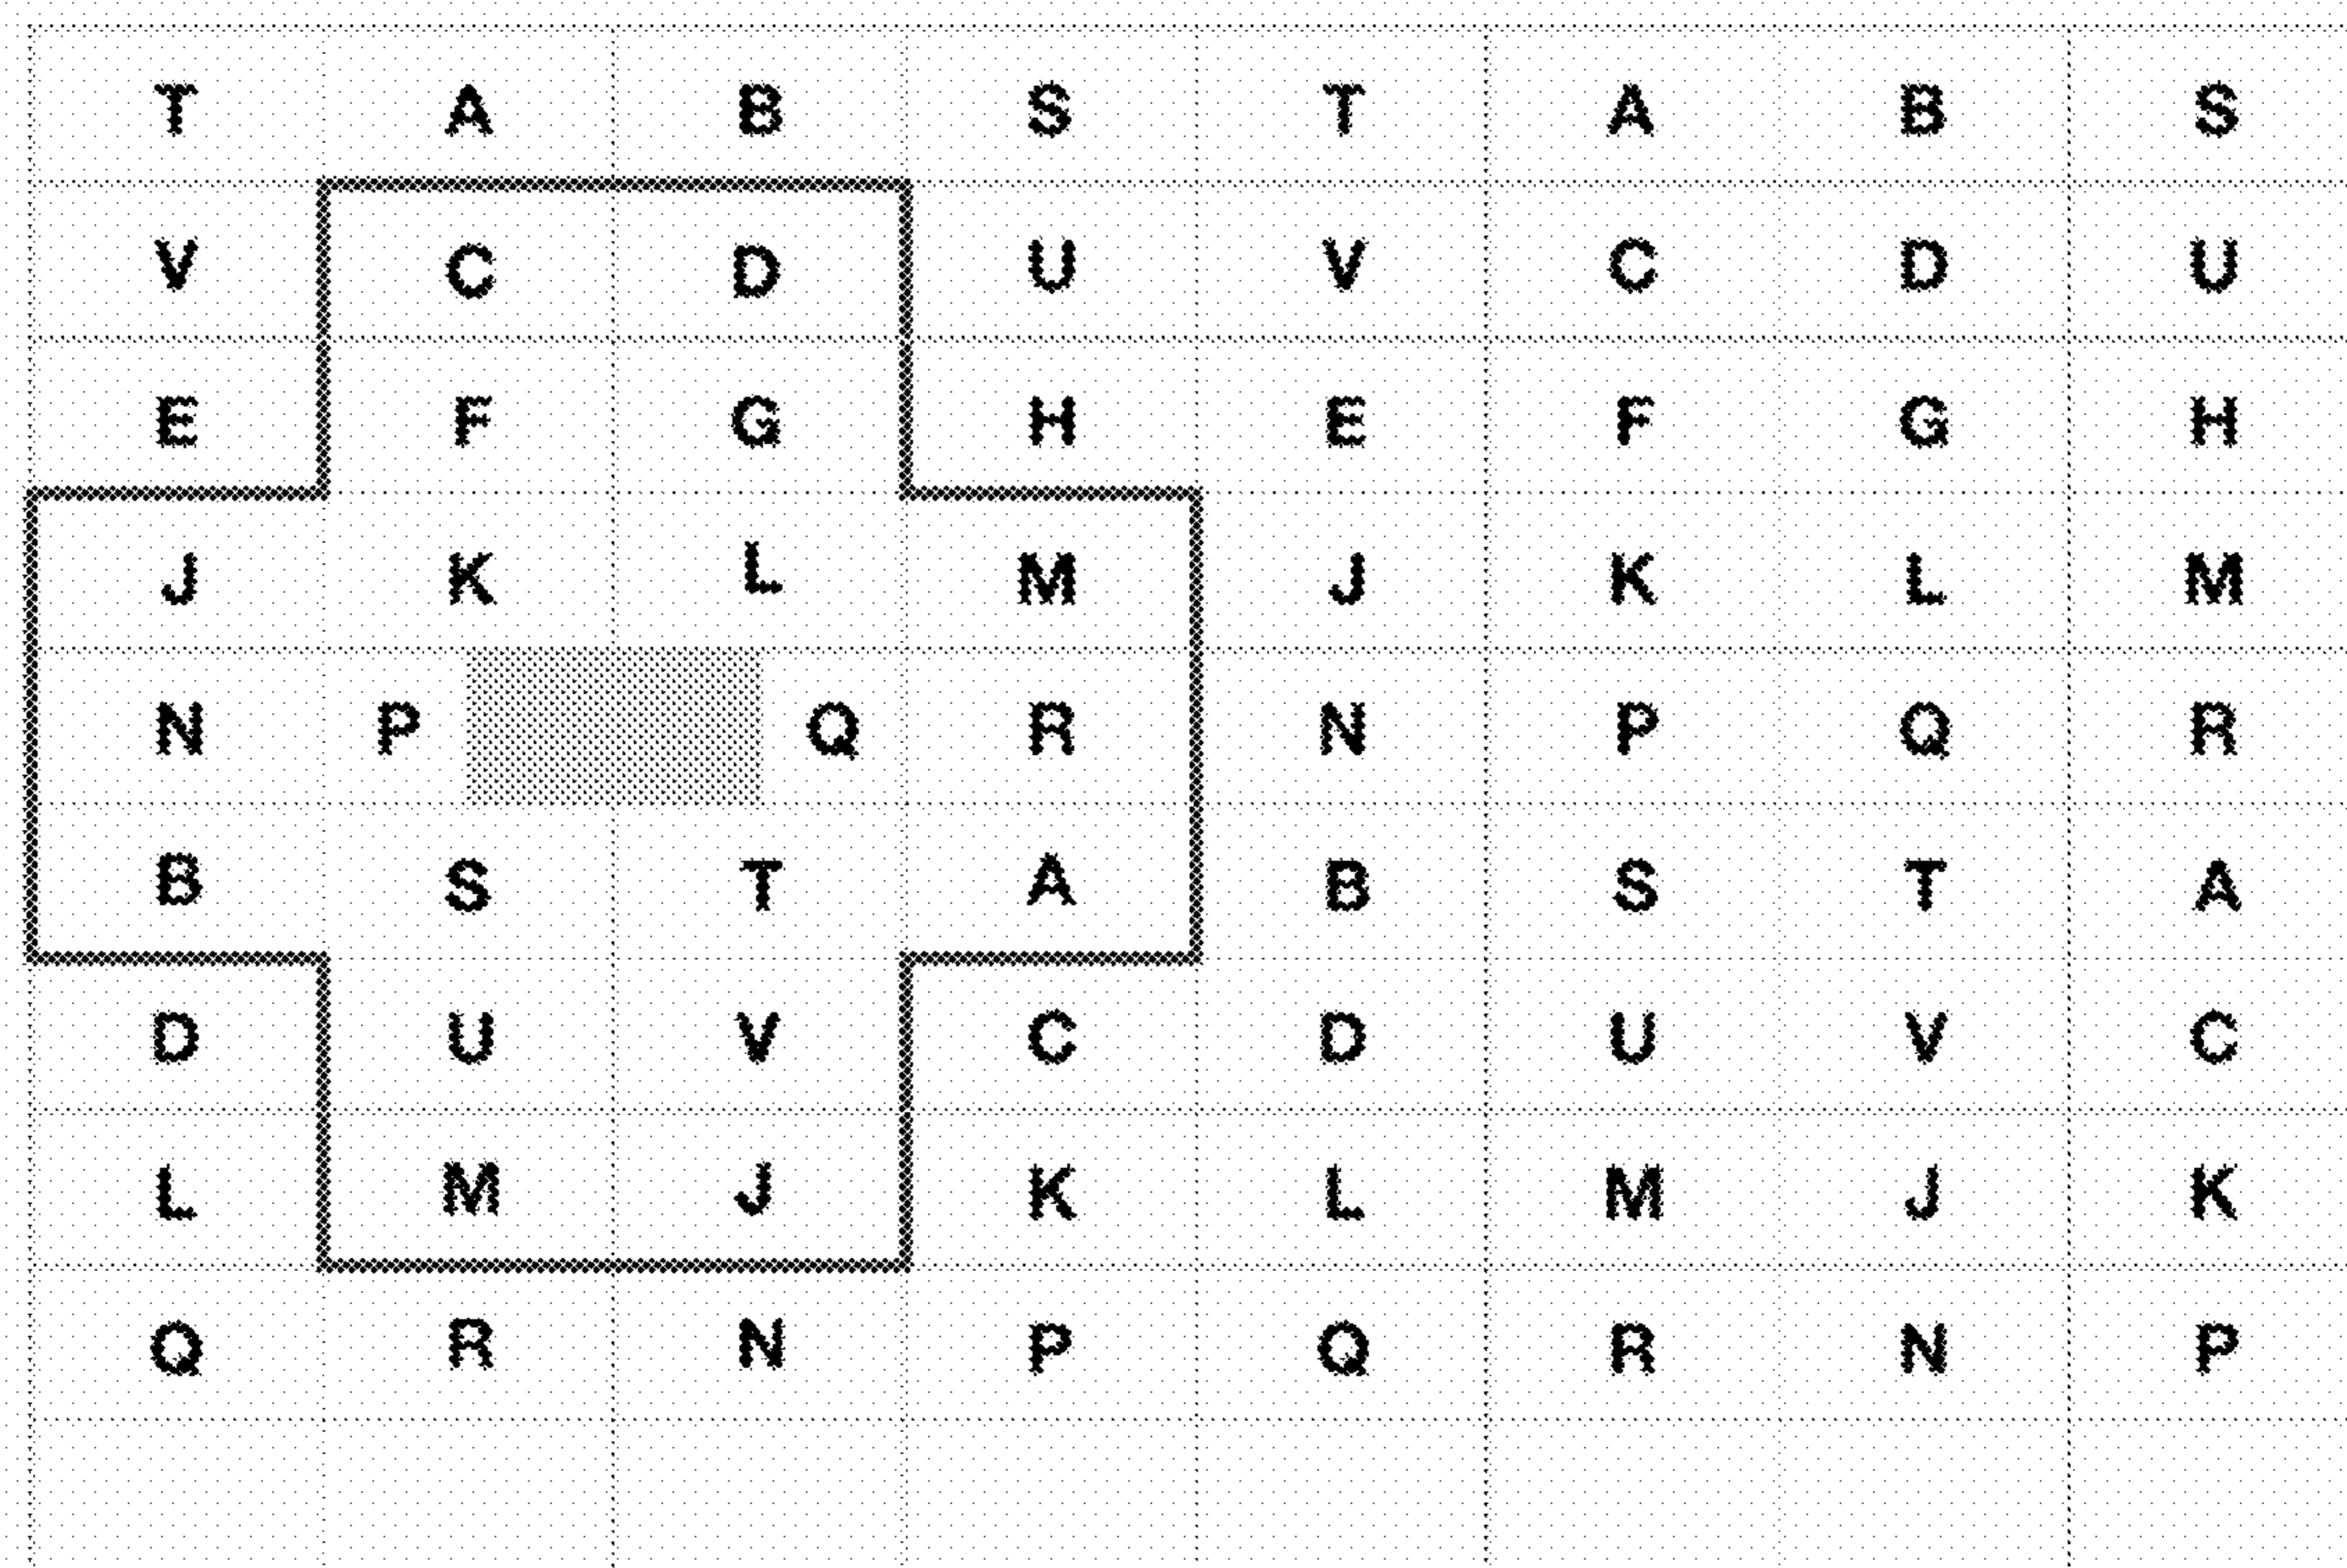 T A B S T A B S
V C D U V C D U
E F G H E F G H
J K L M J K L M
N P Q R N P Q R
B S T A B S T A
D U V C D U V C
L M J K L M J K
Q R N P Q R N P